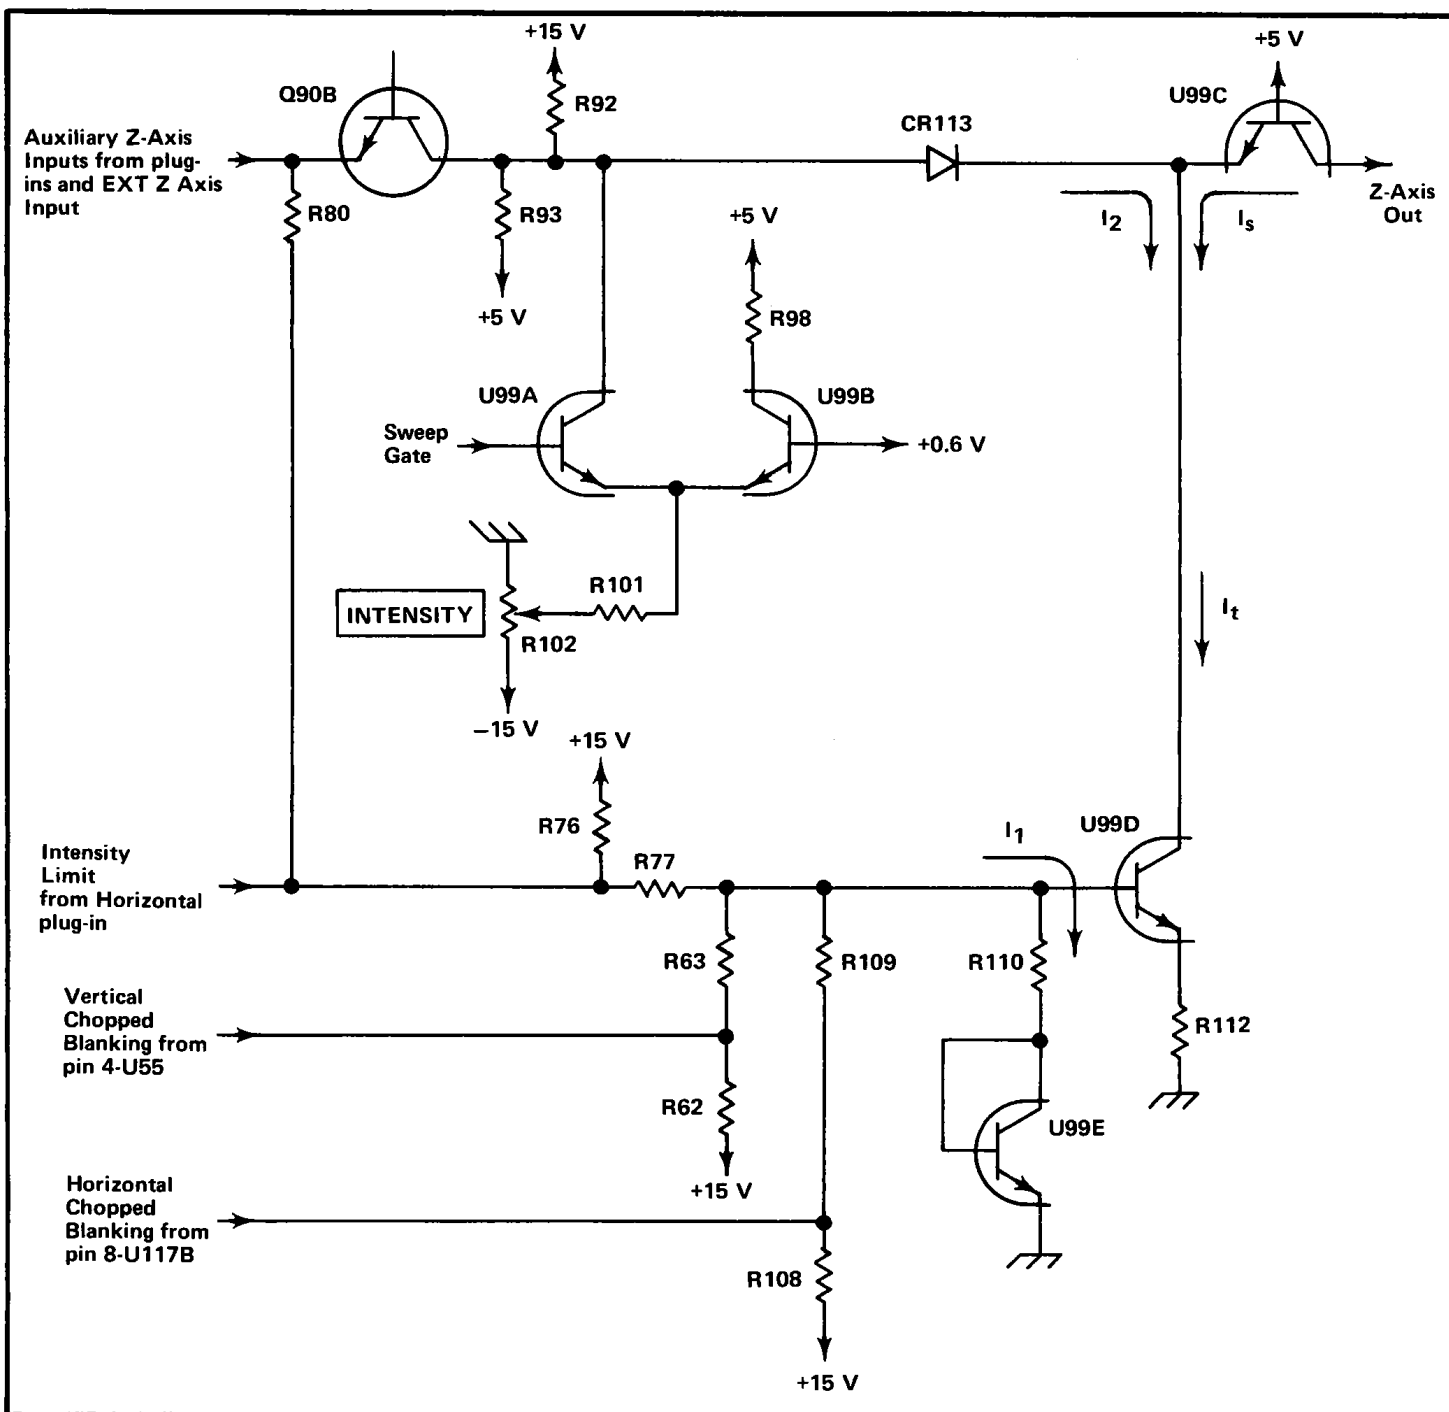 +15 V
+5 V
Q90B
R92
U99C
CR113
Auxiliary Z-Axis
Inputs from plug-
ins and EXT Z Axis
Input
R80
R93
+5 V
+5 V
I2
Is
Z-Axis
Out
R98
U99A
U99B
Sweep
Gate
+0.6 V
INTENSITY
R101
R102
−15 V
It
+15 V
R76
R77
I1
U99D
Intensity
Limit
from Horizontal
plug-in
R63
R109
R110
R112
Vertical
Chopped
Blanking from
pin 4-U55
R62
U99E
+15 V
Horizontal
Chopped
Blanking from
pin 8-U117B
R108
+15 V